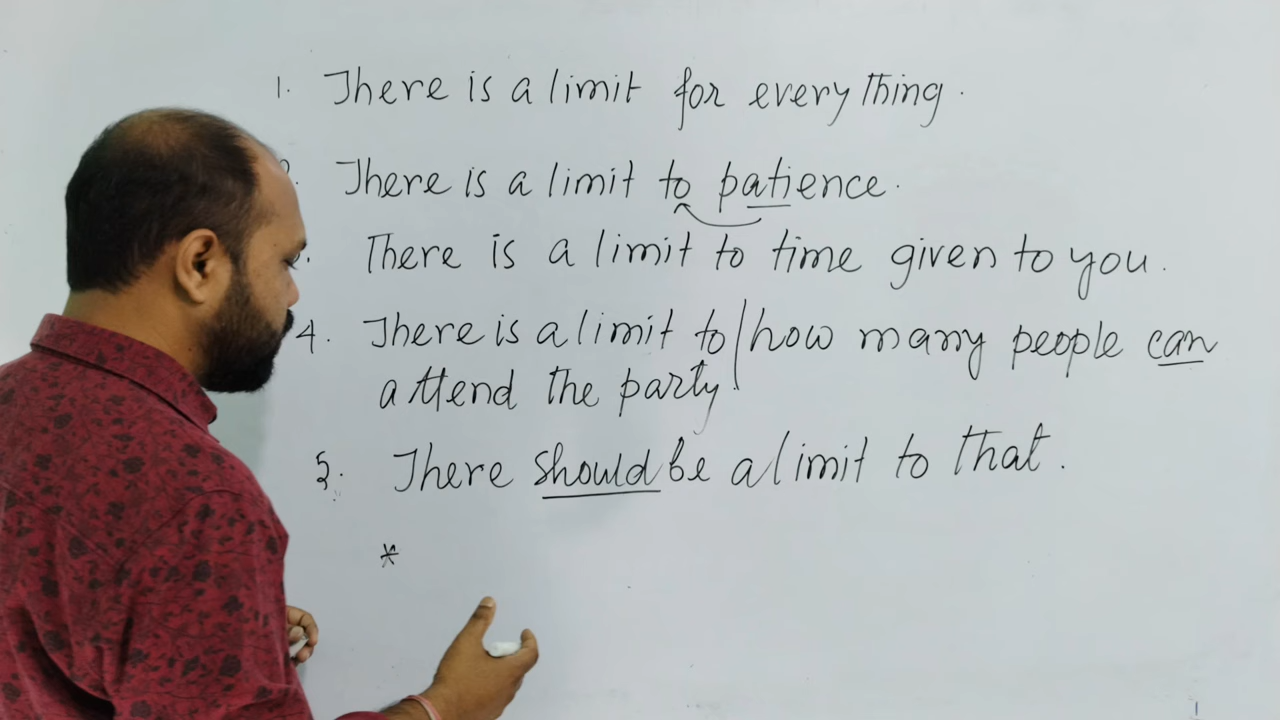 1. There is a limit for every thing.
2. There is a limit to patience.
. There is a limit to time given to you.
4. There is a limit to/how many people can
attend the party.
5. There should be a limit to that.
*